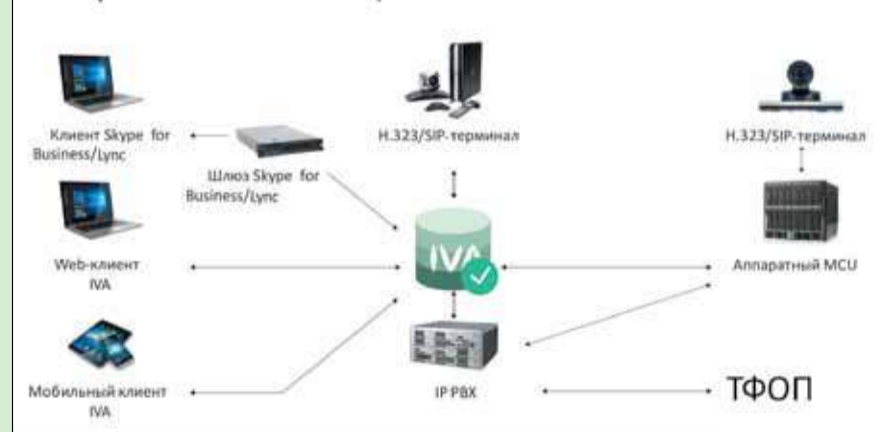 Клиент Skype for
Business/Lync
Шлюз Skype for
Business/Lync
H.323/SIP-терминал
H.323/SIP-терминал
Web-клиент
IVA
IVA
Аппаратный MCU
Мобильный клиент
IVA
IP PBX
ТФОП